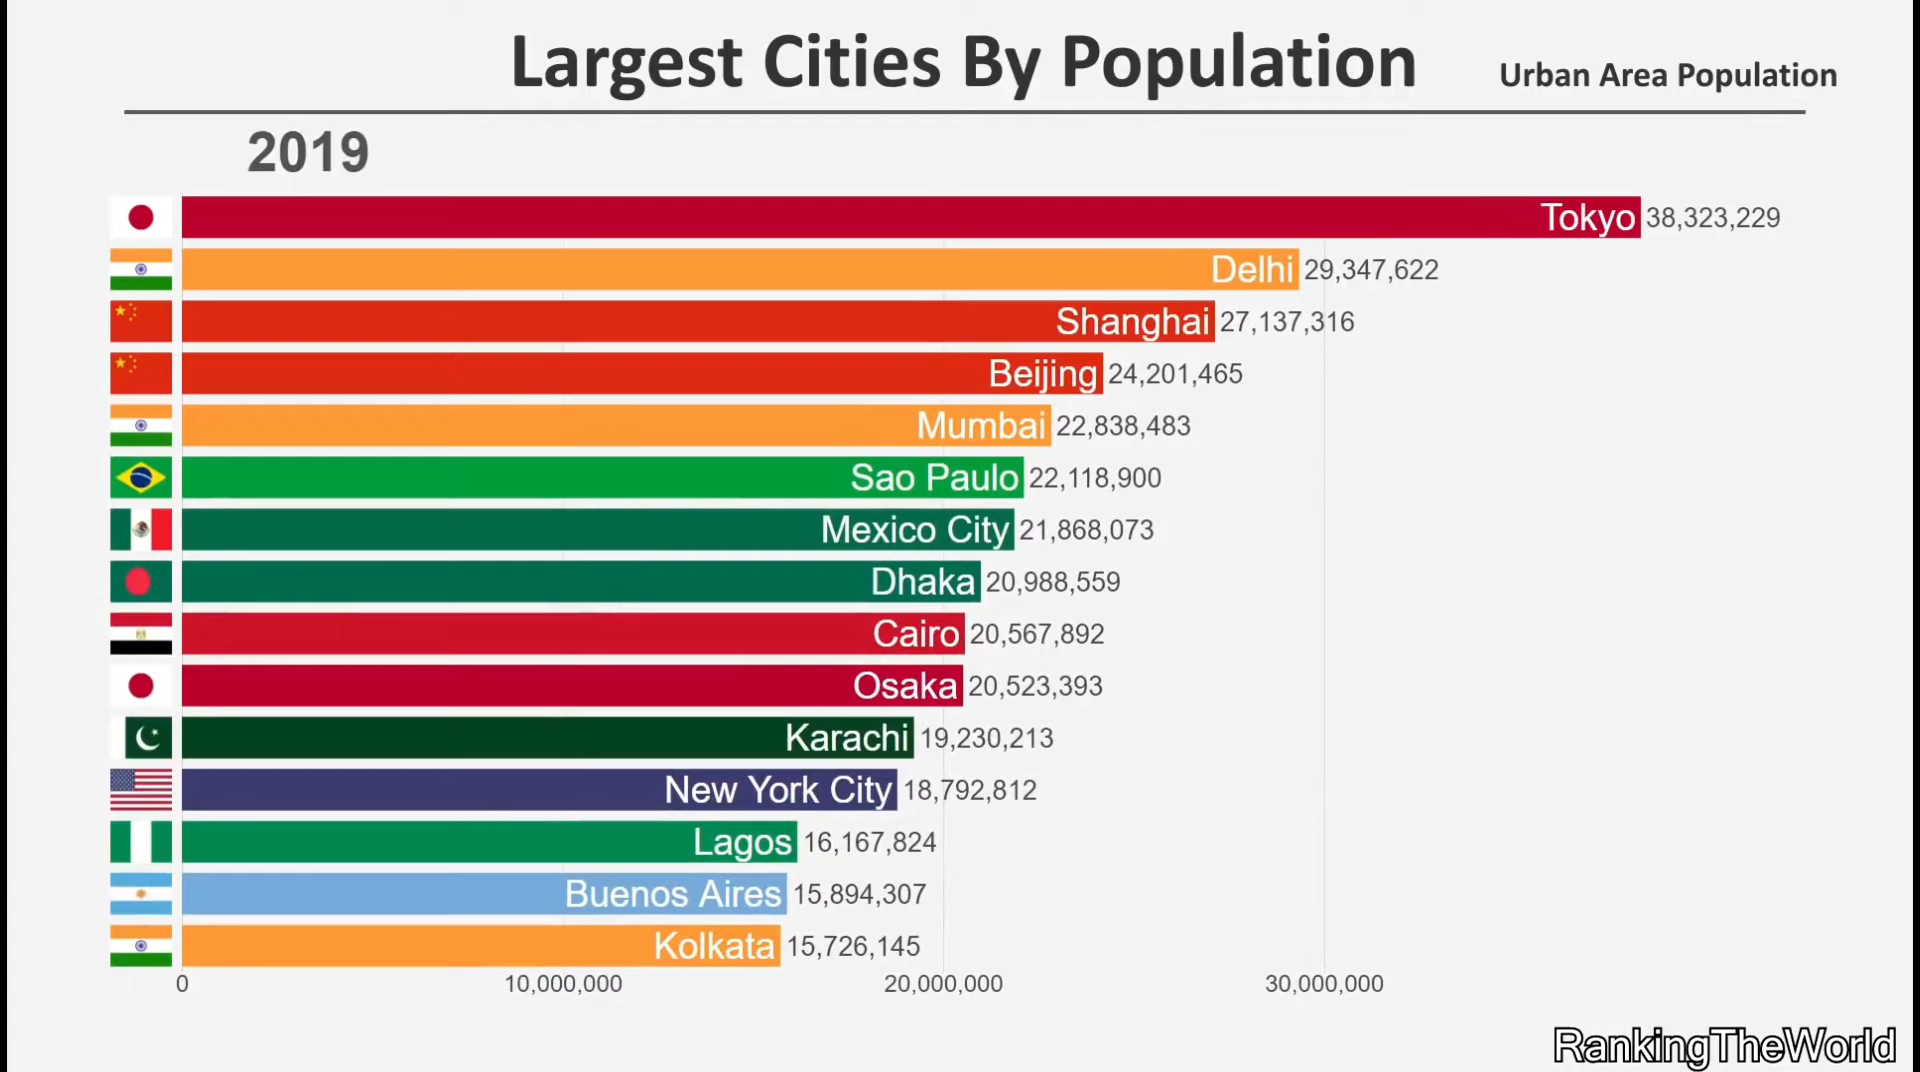 Largest Cities By Population
Urban Area Population
2019
Tokyo 38,323,229
Delhi 29,347,622
Shanghai 27,137,316
Beijing 24,201,465
Mumbai 22,838,483
Sao Paulo 22,118,900
Mexico City 21,868,073
Dhaka 20,988,559
Cairo 20,567,892
Osaka 20,523,393
Karachi 19,230,213
New York City 18,792,812
Lagos 16,167,824
Buenos Aires 15,894,307
Kolkata 15,726,145
0 10,000,000 20,000,000 30,000,000
RankingTheWorld